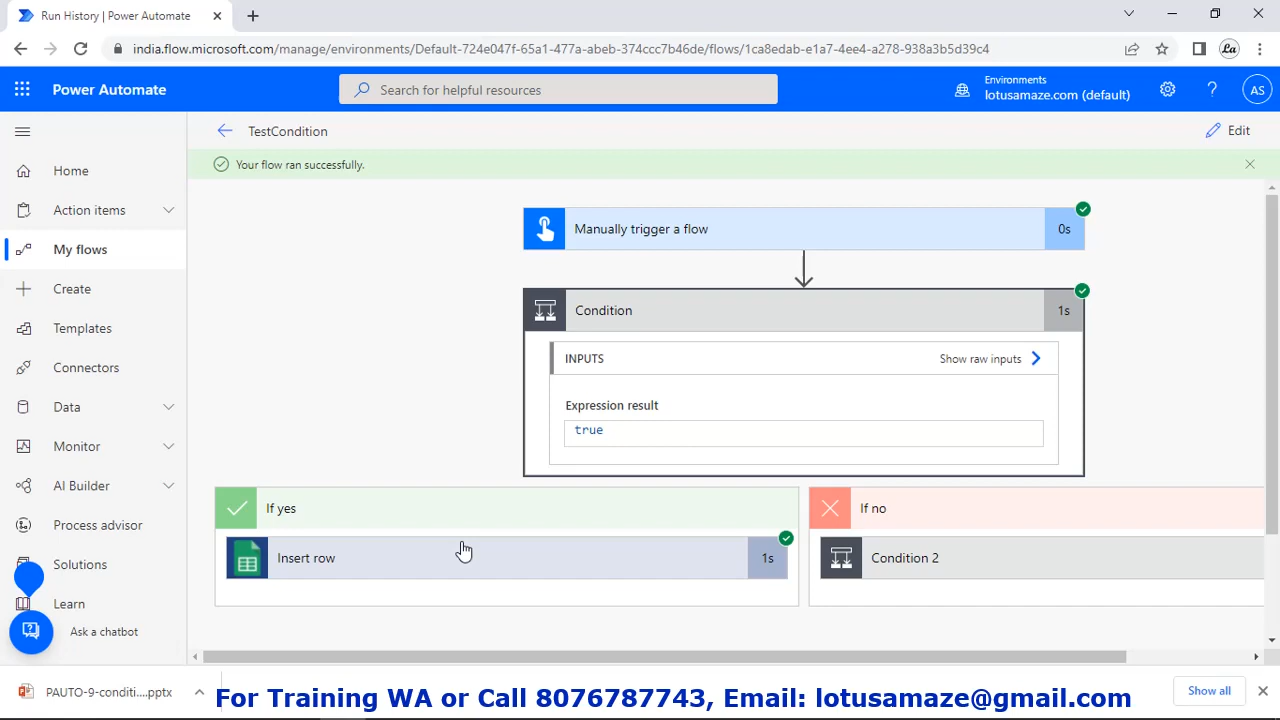 Run History | Power Automate
india.flow.microsoft.com/manage/environments/Default-724e047f-65a1-477a-abeb-374ccc7b46de/flows/1ca8edab-e1a7-4ee4-a278-938a3b5d39c4
La
Power Automate
Search for helpful resources
Environments
lotusamaze.com (default)
AS
TestCondition
Edit
Your flow ran successfully.
Home
Action items
My flows
Create
Templates
Connectors
Data
Monitor
AI Builder
Process advisor
Solutions
Learn
Ask a chatbot
Manually trigger a flow
0s
Condition
1s
INPUTS
Show raw inputs
Expression result
true
If yes
If no
Insert row
1s
Condition 2
PAUTO-9-conditi....pptx
Show all
For Training WA or Call 8076787743, Email: lotusamaze@gmail.com